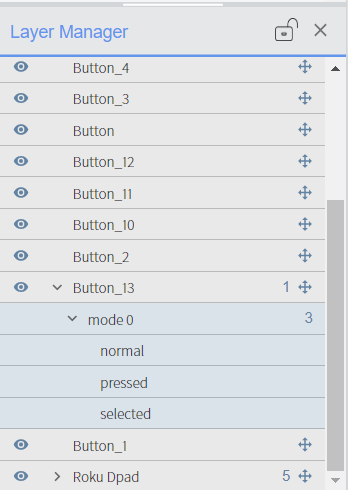 Layer Manager
Button_4
Button_3
Button
Button_12
Button_11
Button_10
Button_2
Button_13 1
mode 0 3
normal
pressed
selected
Button_1
Roku Dpad 5